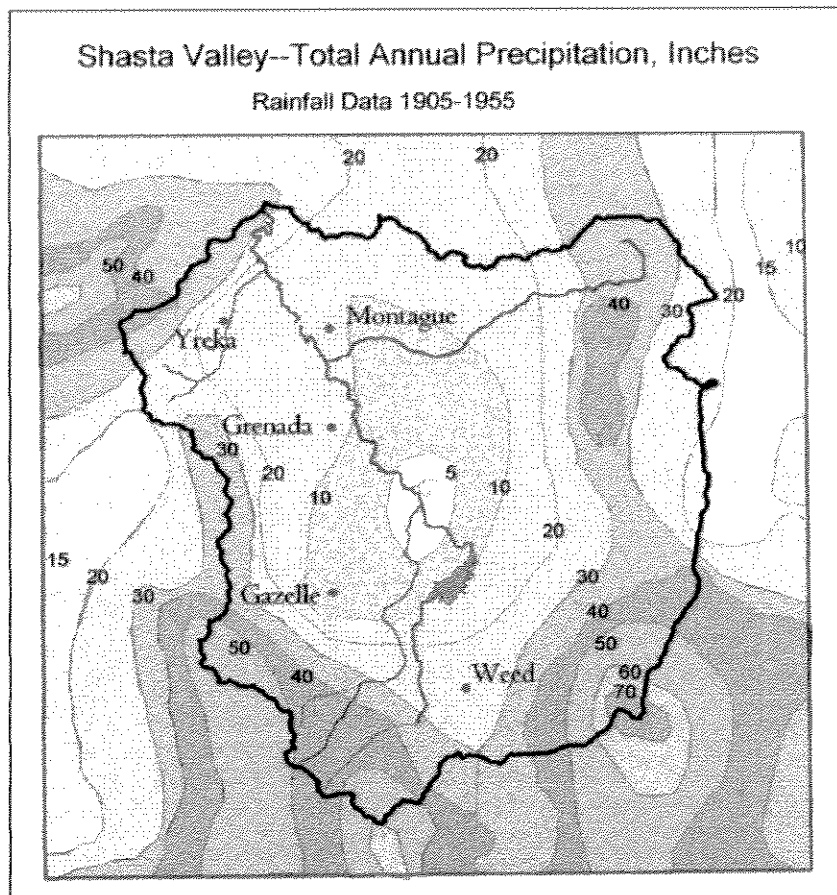 Shasta Valley--Total Annual Precipitation, Inches
Rainfall Data 1905-1955
20 20
10
50 40 15
40 30 20
Yreka Montague
Grenada
30
20 5
10 10
20
15
20 30
30 Gazelle 40
50 50
40 Weed 60
70